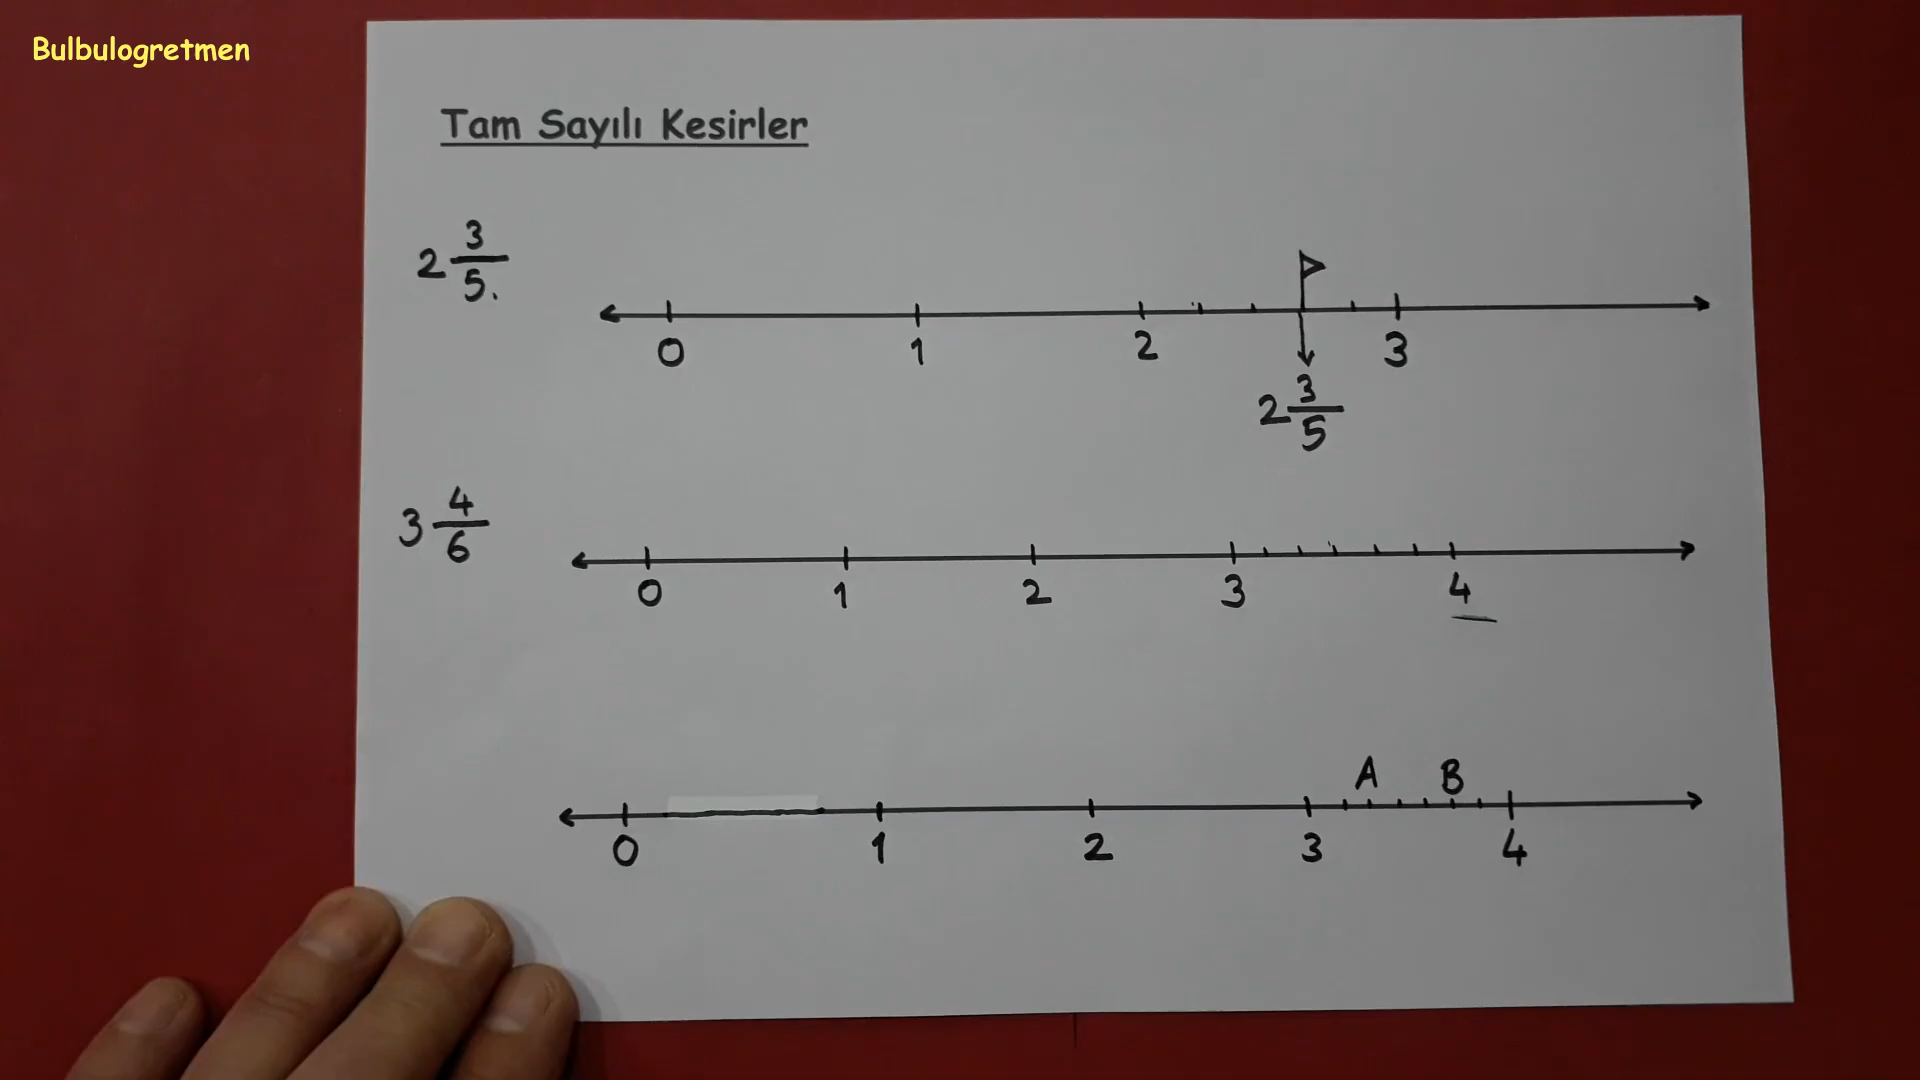 Bulbulogretmen
Tam Sayılı Kesirler
2 3/5.
0 1 2 3
2 3/5
3 4/6
0 1 2 3 4
A B
0 1 2 3 4